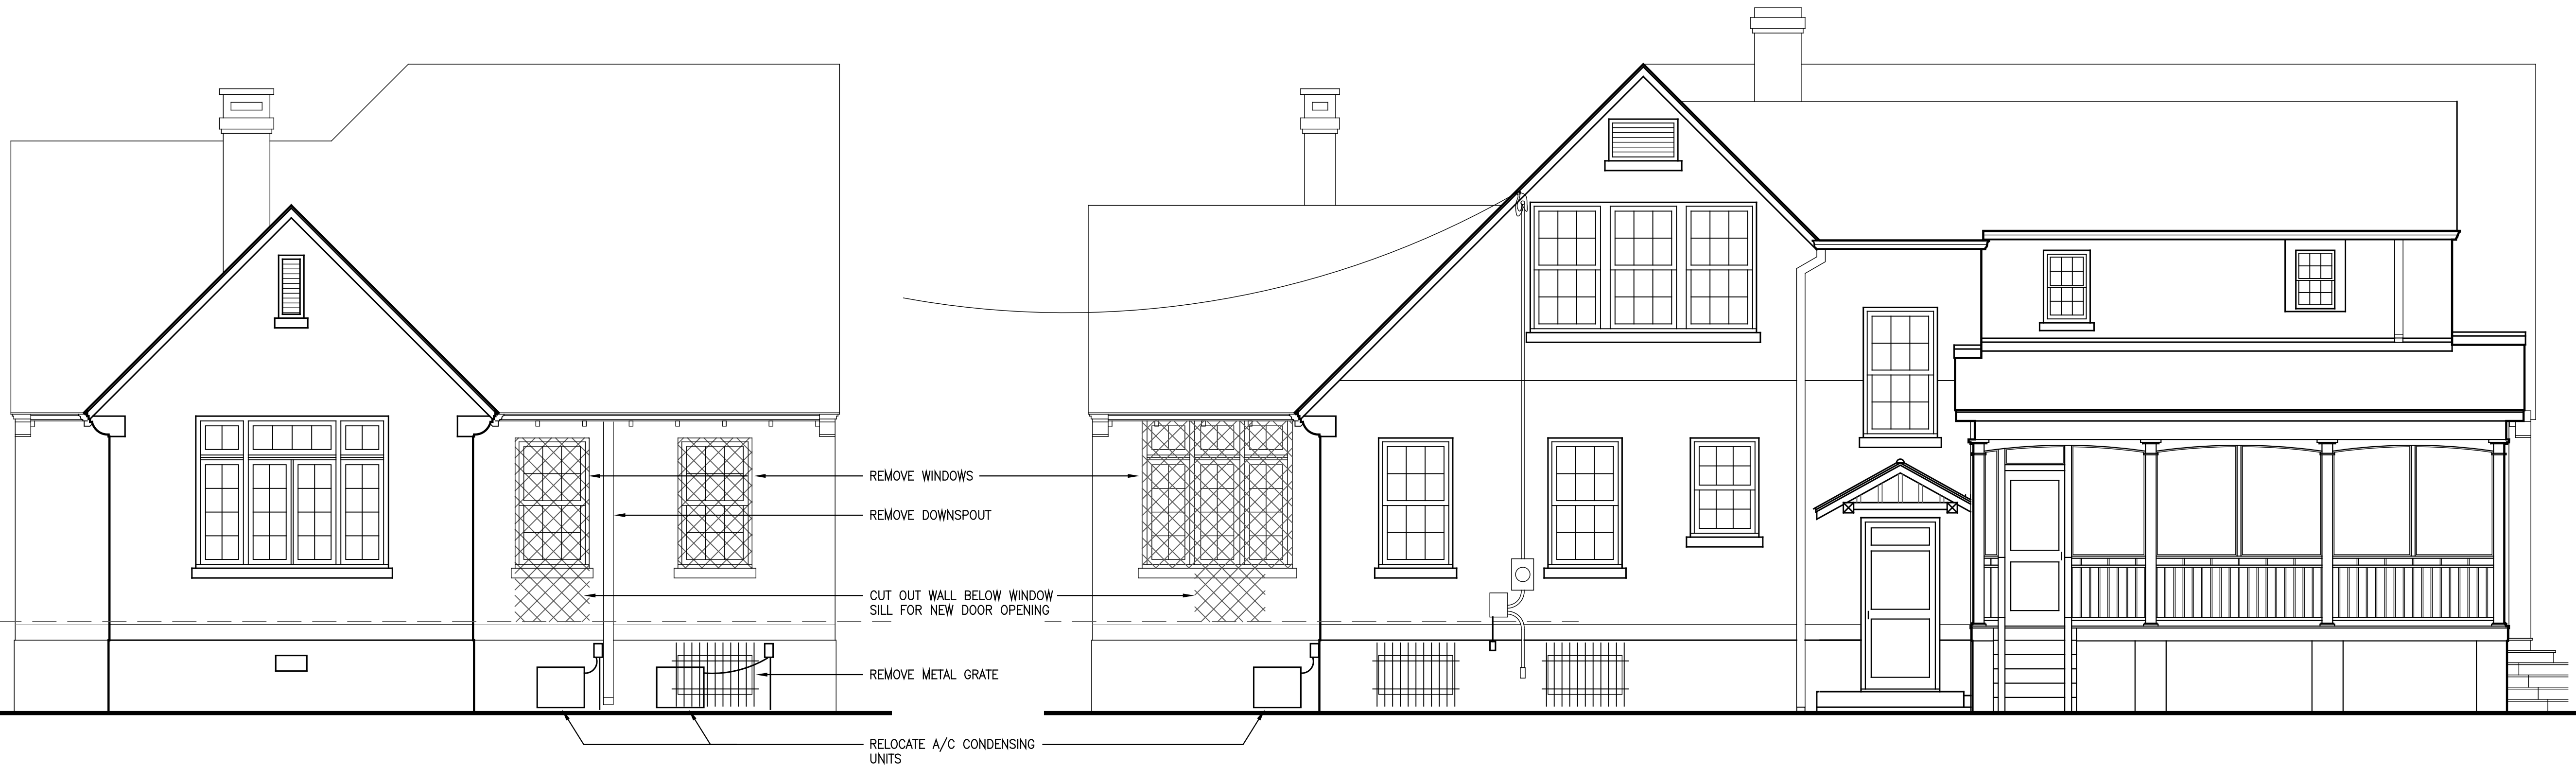 REMOVE WINDOWS
REMOVE DOWNSPOUT
CUT OUT WALL BELOW WINDOW
SILL FOR NEW DOOR OPENING
REMOVE METAL GRATE
RELOCATE A/C CONDENSING
UNITS